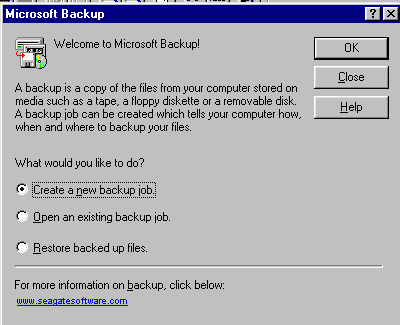 Microsoft Backup
Welcome to Microsoft Backup!
OK
Close
Help
A backup is a copy of the files from your computer stored on
media such as a tape, a floppy diskette or a removable disk.
A backup job can be created which tells your computer how,
when and where to backup your files.
What would you like to do?
Create a new backup job.
Open an existing backup job.
Restore backed up files.
For more information on backup, click below:
www.seagatesoftware.com